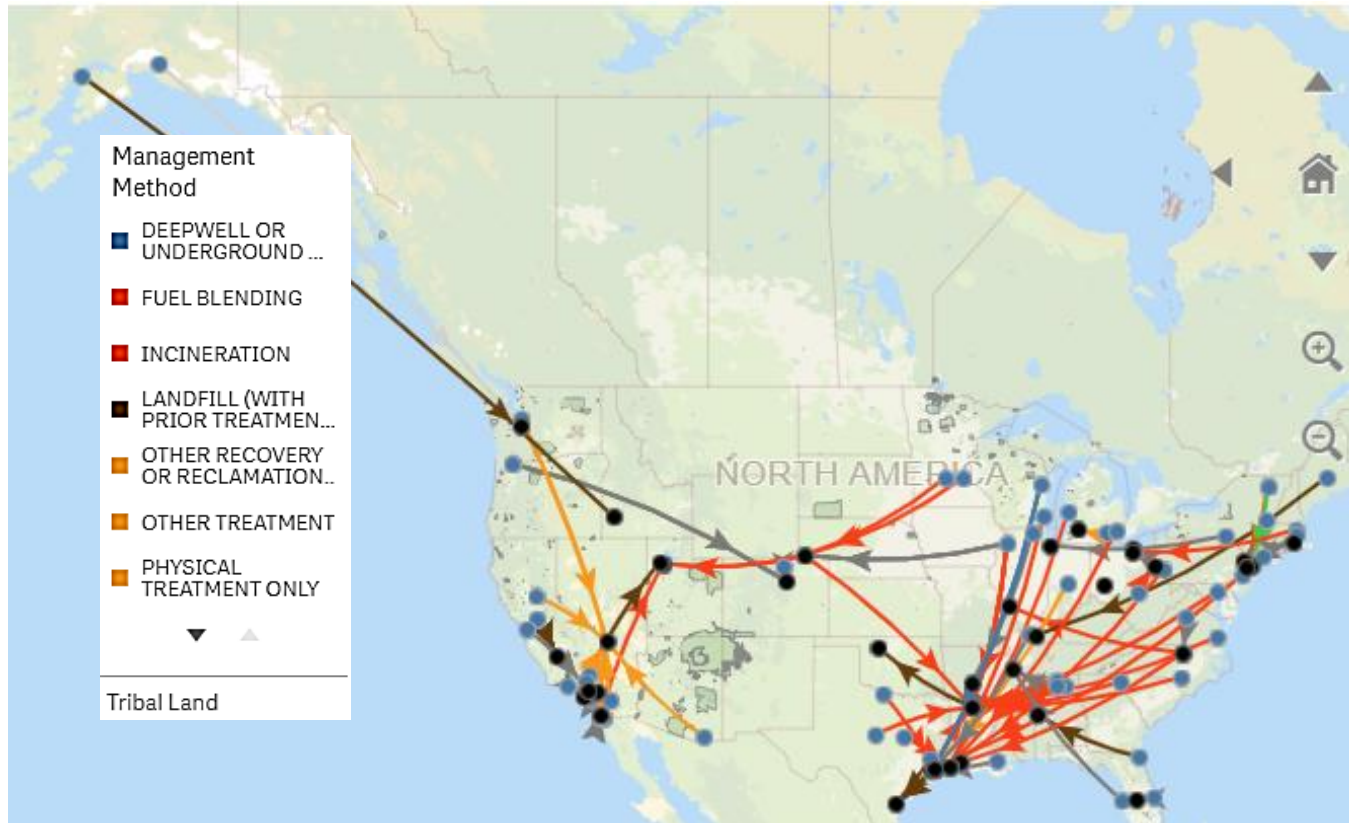 Management
Method
DEEPWELL OR
UNDERGROUND ...
FUEL BLENDING
INCINERATION
LANDFILL (WITH
PRIOR TREATMEN...
OTHER RECOVERY
OR RECLAMATION..
OTHER TREATMENT
PHYSICAL
TREATMENT ONLY
Tribal Land
NORTH AMERICA